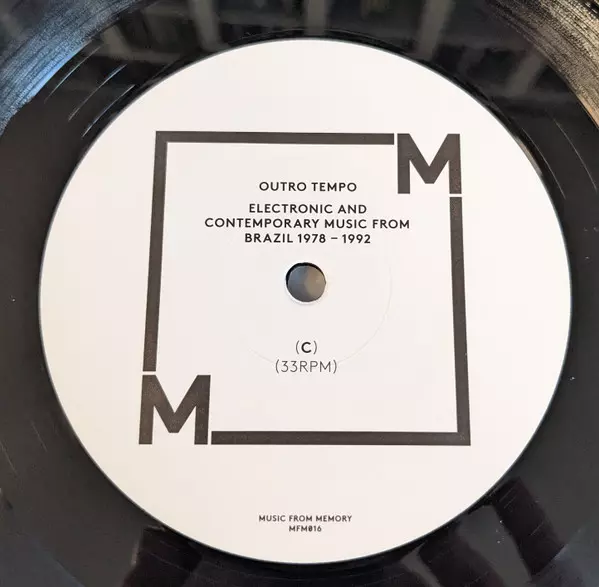 M
OUTRO TEMPO
ELECTRONIC AND
CONTEMPORARY MUSIC FROM
BRAZIL 1978 – 1992
(C)
(33RPM)
M
MUSIC FROM MEMORY
MFM016